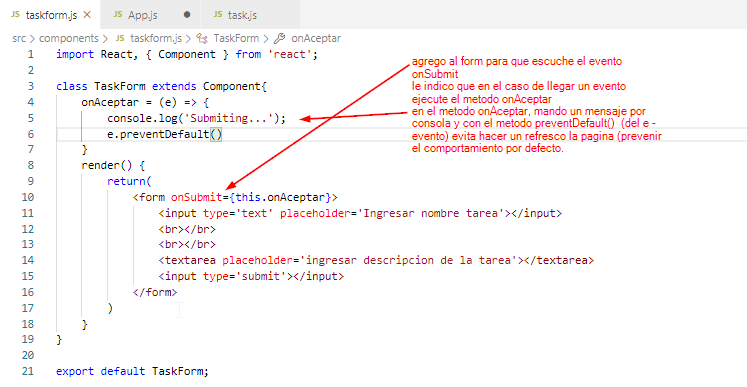 JS taskform.js ×
JS App.js ●
JS task.js
src > components > JS taskform.js > TaskForm > onAceptar
1 import React, { Component } from 'react';
2
3 class TaskForm extends Component{
4 onAceptar = (e) => {
5 console.log('Submiting...');
6 e.preventDefault()
7 }
8 render() {
9 return(
10 <form onSubmit={this.onAceptar}>
11 <input type='text' placeholder='Ingresar nombre tarea'></input>
12 <br></br>
13 <br></br>
14 <textarea placeholder='ingresar descripcion de la tarea'></textarea>
15 <input type='submit'></input>
16 </form>
17 )
18 }
19 }
20
21 export default TaskForm;
agrego al form para que escuche el evento
onSubmit
le indico que en el caso de llegar un evento
ejecute el metodo onAceptar
en el metodo onAceptar, mando un mensaje por
consola y con el metodo preventDefault() (del e -
evento) evita hacer un refresco la pagina (prevenir
el comportamiento por defecto.